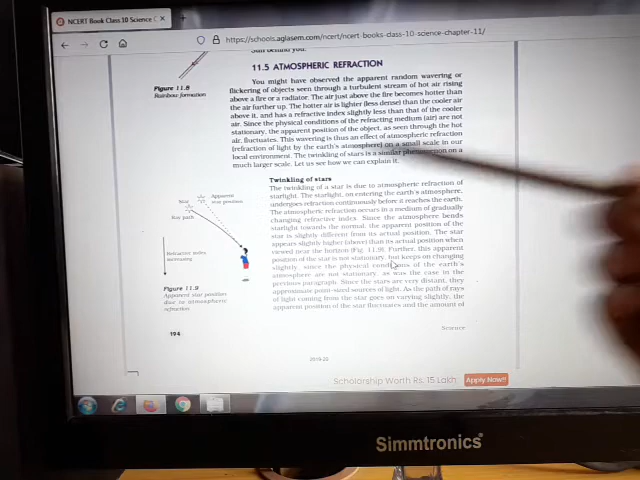 NCERT Book Class 10 Science
https://schools.aglasem.com/ncert/ncert-books-class-10-science-chapter-11/
Figure 11.8
Rainbow formation
11.5 ATMOSPHERIC REFRACTION
You might have observed the apparent random wavering or
flickering of objects seen through a turbulent stream of hot air rising
above a fire or a radiator. The air just above the fire becomes hotter than
the air further up. The hotter air is lighter (less dense) than the cooler air
above it, and has a refractive index slightly less than that of the cooler
air. Since the physical conditions of the refracting medium (air) are not
stationary, the apparent position of the object, as seen through the hot
air, fluctuates. This wavering is thus an effect of atmospheric refraction
(refraction of light by the earth's atmosphere) on a small scale in our
local environment. The twinkling of stars is a similar phenomenon on a
much larger scale. Let us see how we can explain it.
Twinkling of stars
The twinkling of a star is due to atmospheric refraction of
starlight. The starlight, on entering the earth's atmosphere,
undergoes refraction continuously before it reaches the earth.
The atmospheric refraction occurs in a medium of gradually
changing refractive index. Since the atmosphere bends
starlight towards the normal, the apparent position of the
star is slightly different from its actual position. The star
appears slightly higher (above) than its actual position when
viewed near the horizon (Fig. 11.9). Further, this apparent
position of the star is not stationary, but keeps on changing
slightly, since the physical conditions of the earth's
atmosphere are not stationary, as was the case in the
previous paragraph. Since the stars are very distant, they
approximate point-sized sources of light. As the path of rays
of light coming from the star goes on varying slightly, the
apparent position of the star fluctuates and the amount of
Star
Apparent
star position
Ray path
Refractive index
increasing
Figure 11.9
Apparent star position
due to atmospheric
refraction
194
Science
2019-20
Scholarship Worth Rs. 15 Lakh
Apply Now!!
Simmtronics